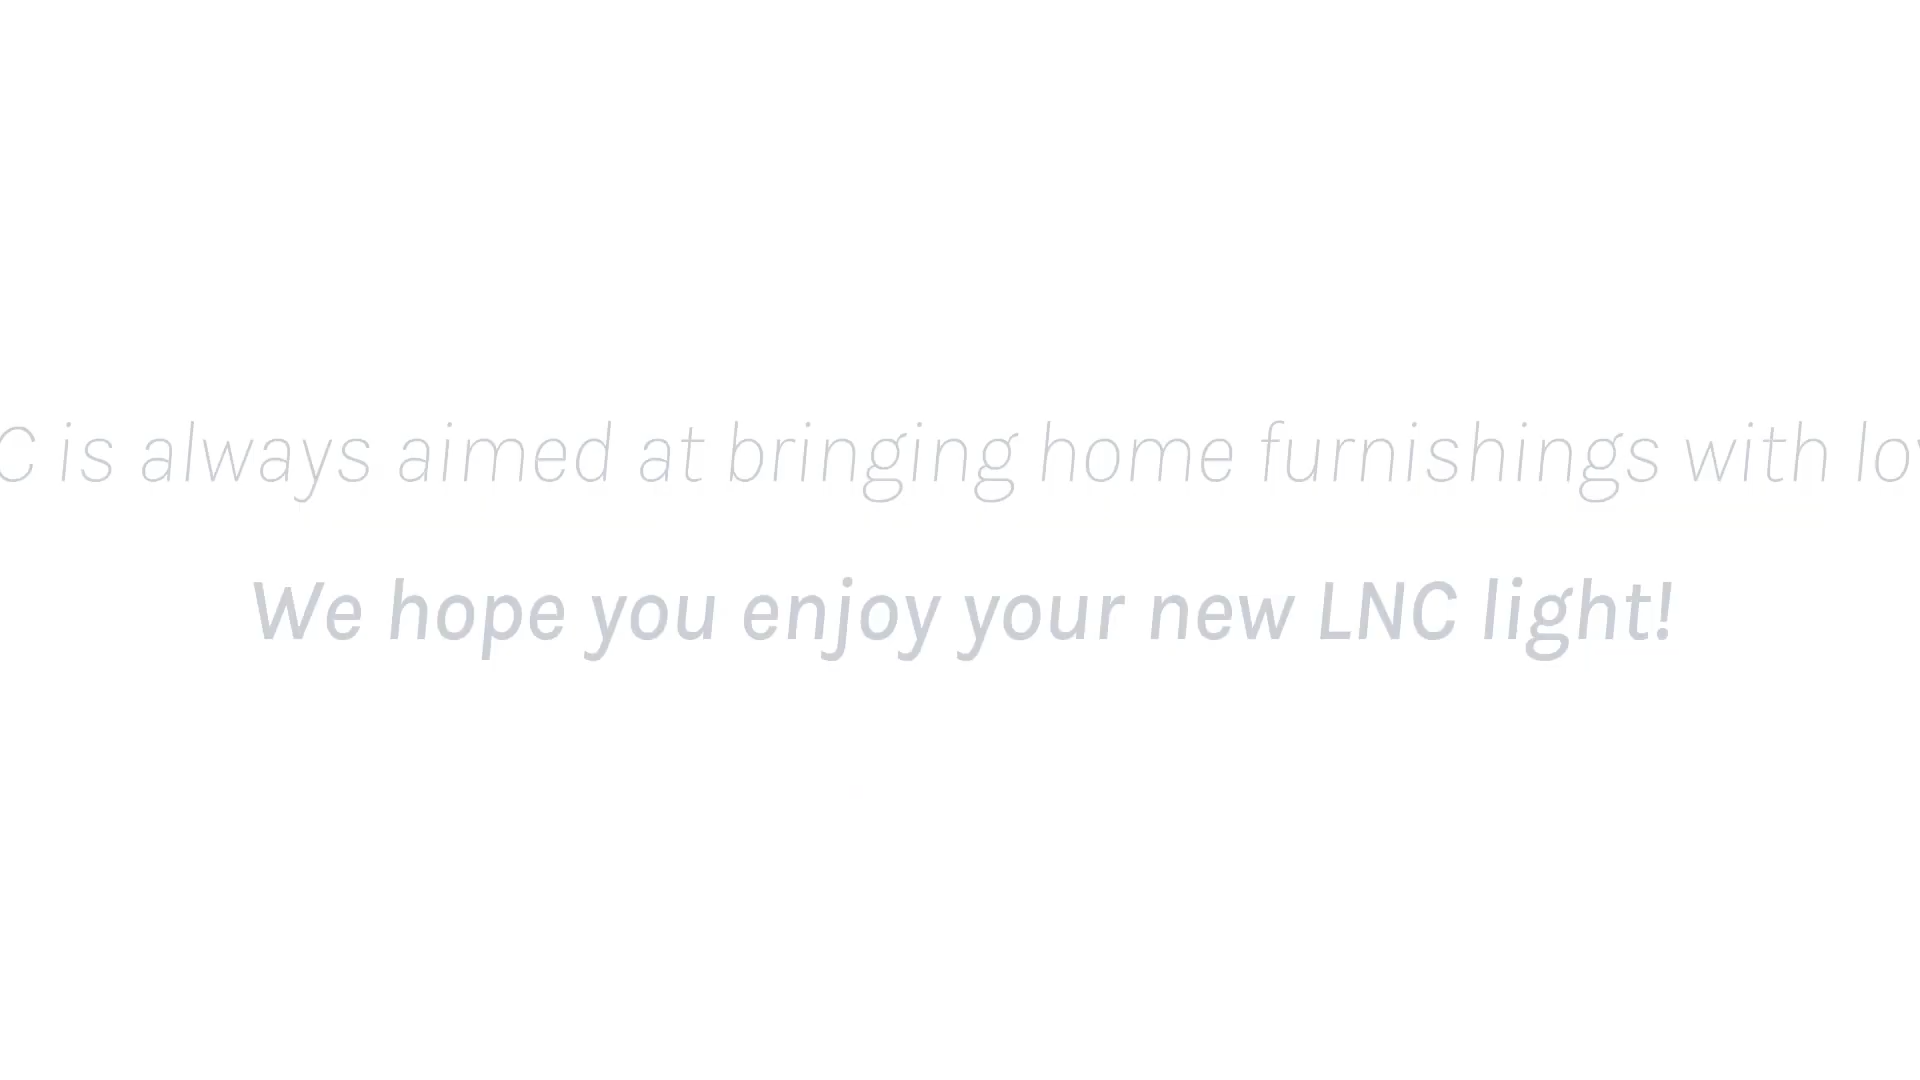 C is always aimed at bringing home furnishings with lo
We hope you enjoy your new LNC light!